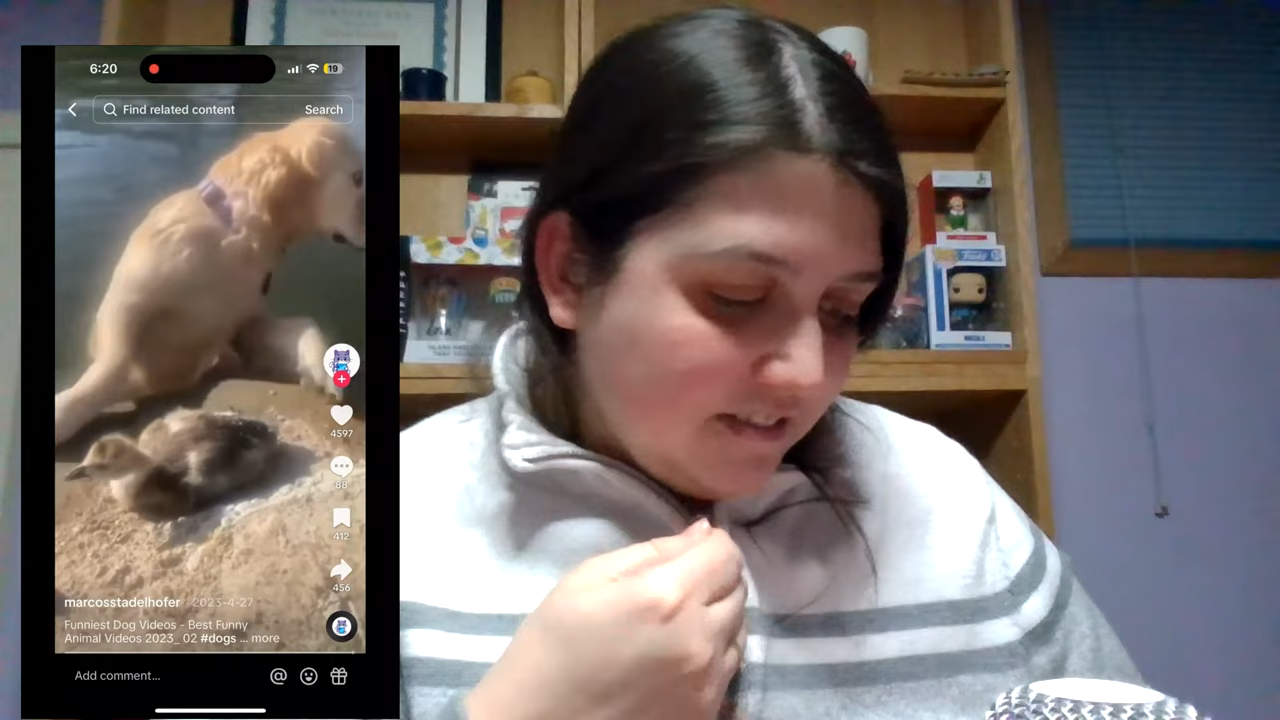 6:20
19
Find related content
Search
4597
88
412
456
marcosstadelhofer 2023-4-27
Funniest Dog Videos - Best Funny
Animal Videos 2023_ 02 #dogs ... more
Add comment...
@
Funko